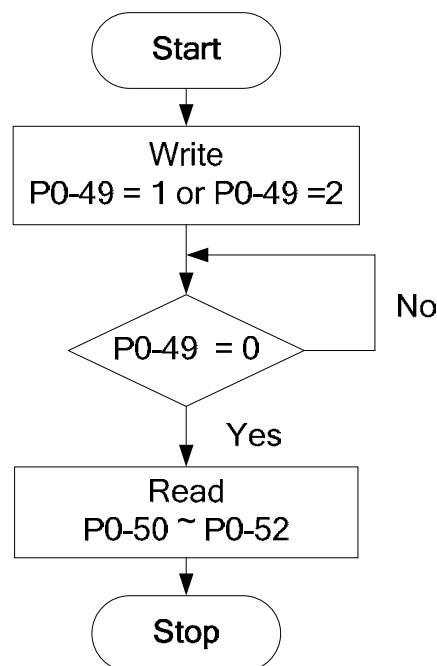 Start
Write
P0-49 = 1 or P0-49 =2
No
P0-49 = 0
Yes
Read
P0-50 ~ P0-52
Stop